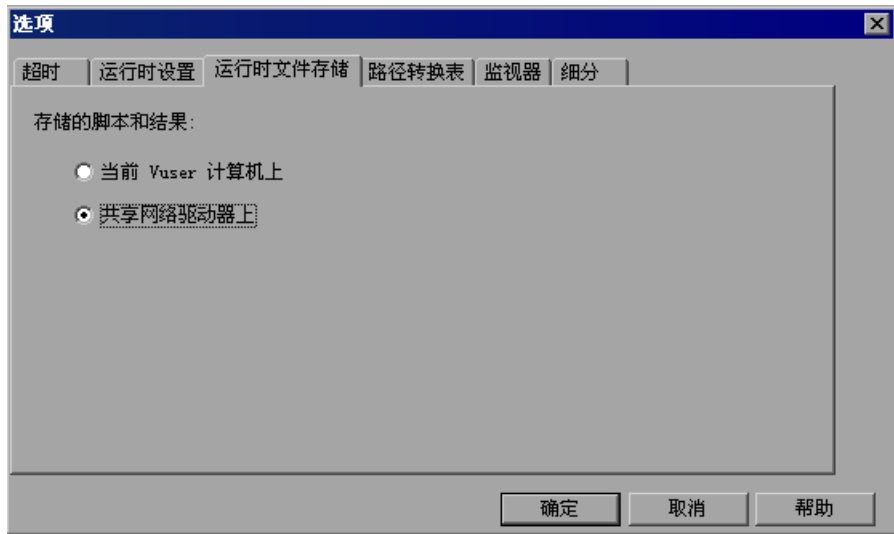 选项
超时 运行时设置 运行时文件存储 路径转换表 监视器 细分
存储的脚本和结果:
当前 Vuser 计算机上
共享网络驱动器上
确定 取消 帮助